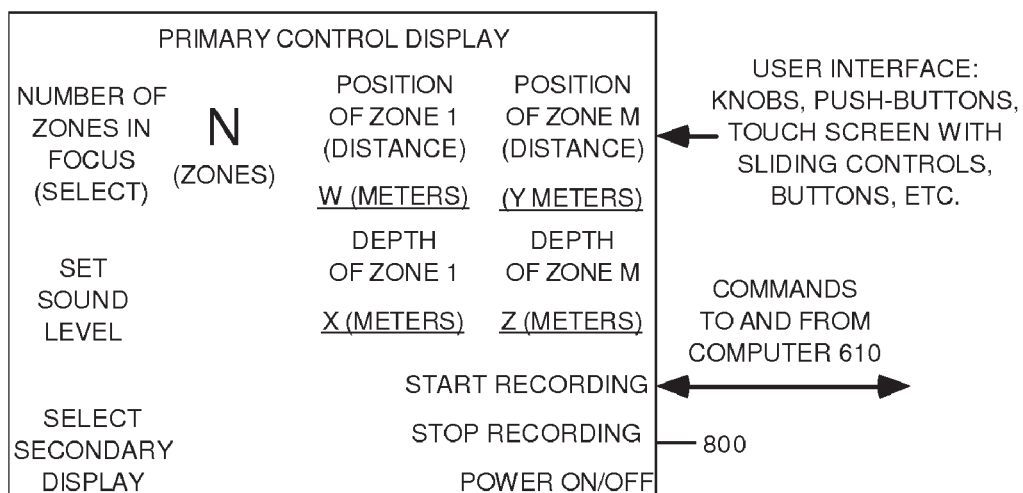 PRIMARY CONTROL DISPLAY
NUMBER OF
ZONES IN
FOCUS
(SELECT)
N
(ZONES)
POSITION
OF ZONE 1
(DISTANCE)
W (METERS)
POSITION
OF ZONE M
(DISTANCE)
(Y METERS)
SET
SOUND
LEVEL
DEPTH
OF ZONE 1
X (METERS)
DEPTH
OF ZONE M
Z (METERS)
SELECT
SECONDARY
DISPLAY
START RECORDING
STOP RECORDING
POWER ON/OFF
USER INTERFACE:
KNOBS, PUSH-BUTTONS,
TOUCH SCREEN WITH
SLIDING CONTROLS,
BUTTONS, ETC.
COMMANDS
TO AND FROM
COMPUTER 610
800